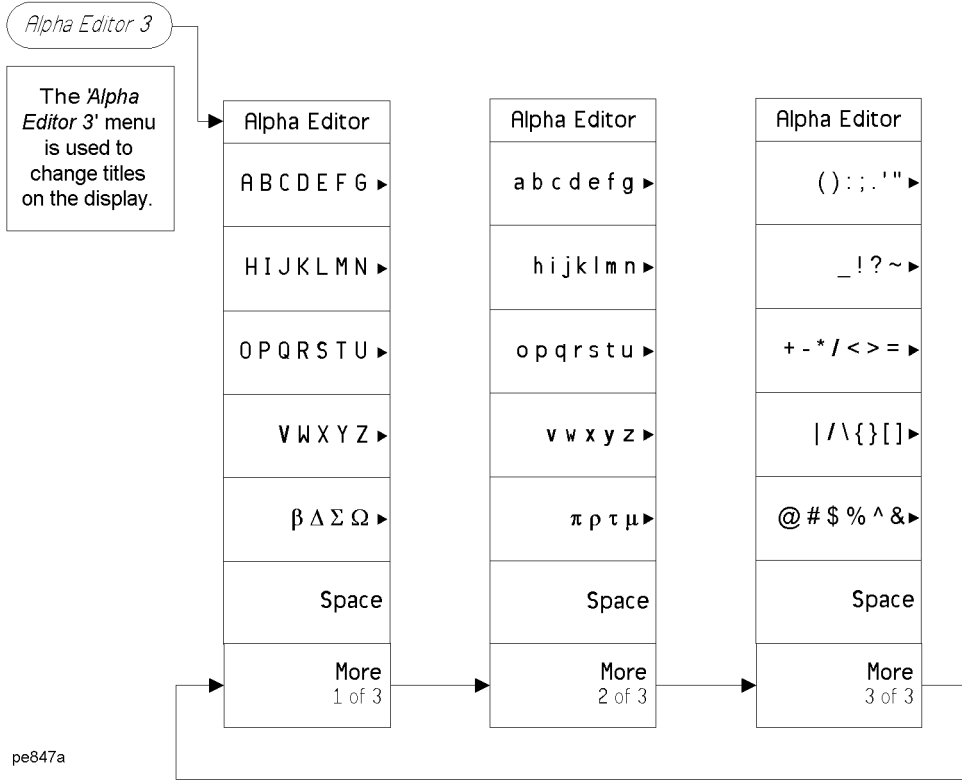 Alpha Editor 3
The 'Alpha
Editor 3' menu
is used to
change titles
on the display.
Alpha Editor
A B C D E F G ►
H I J K L M N ►
O P Q R S T U ►
V W X Y Z ►
β Δ Σ Ω ►
Space
More
1 of 3
Alpha Editor
a b c d e f g ►
h i j k l m n ►
o p q r s t u ►
v w x y z ►
π ρ τ μ ►
Space
More
2 of 3
Alpha Editor
( ) : ; . ' " ►
_ ! ? ~ ►
+ - * / < > = ►
| / \ { } [ ] ►
@ # $ % ^ & ►
Space
More
3 of 3
pe847a